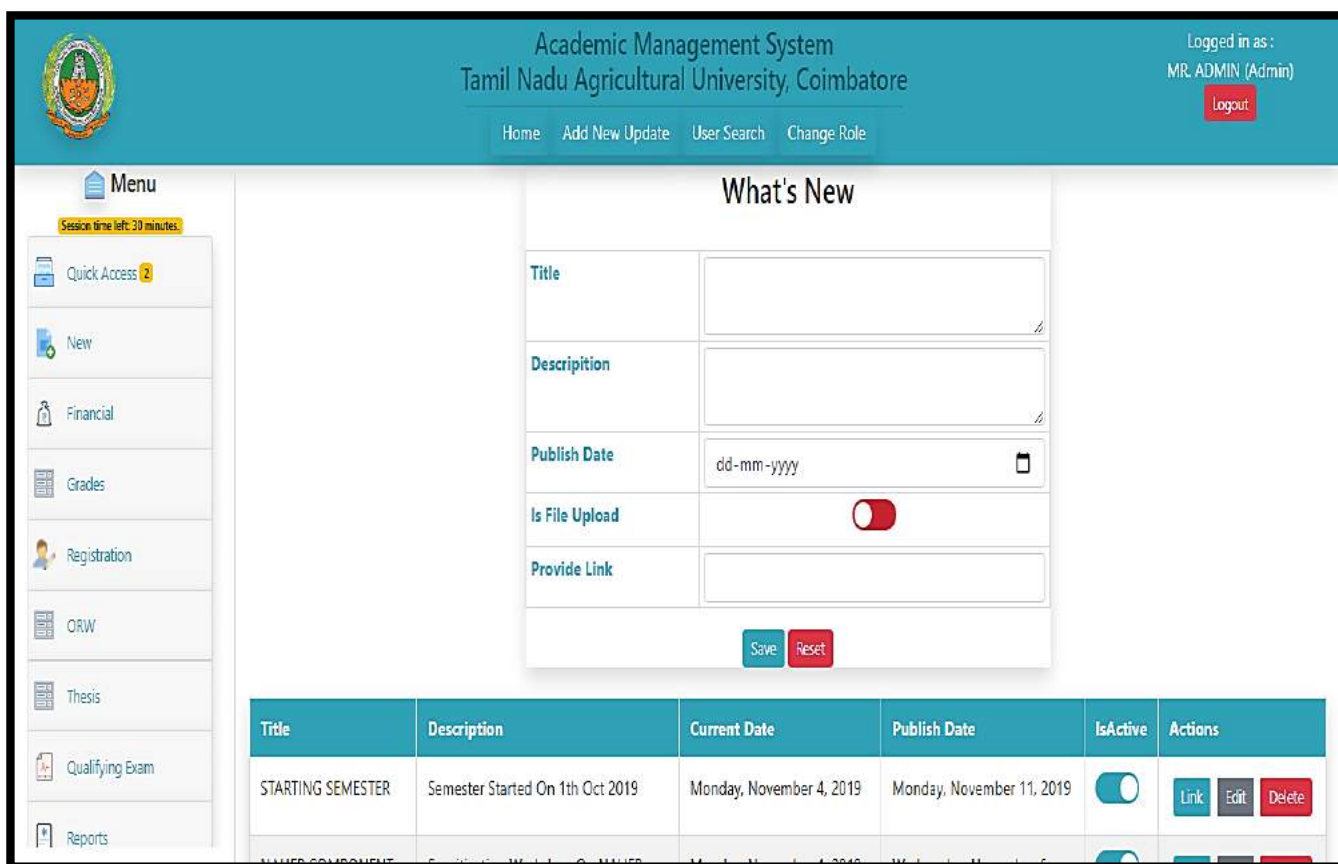 Academic Management System
Tamil Nadu Agricultural University, Coimbatore
Logged in as :
MR. ADMIN (Admin)
Logout
Home Add New Update User Search Change Role
Menu
Session time left: 30 minutes.
Quick Access 2
New
Financial
Grades
Registration
ORW
Thesis
Qualifying Exam
Reports
What's New
Title
Descripition
Publish Date dd-mm-yyyy
Is File Upload
Provide Link
Save Reset
Title Description Current Date Publish Date IsActive Actions
STARTING SEMESTER Semester Started On 1th Oct 2019 Monday, November 4, 2019 Monday, November 11, 2019 Link Edit Delete